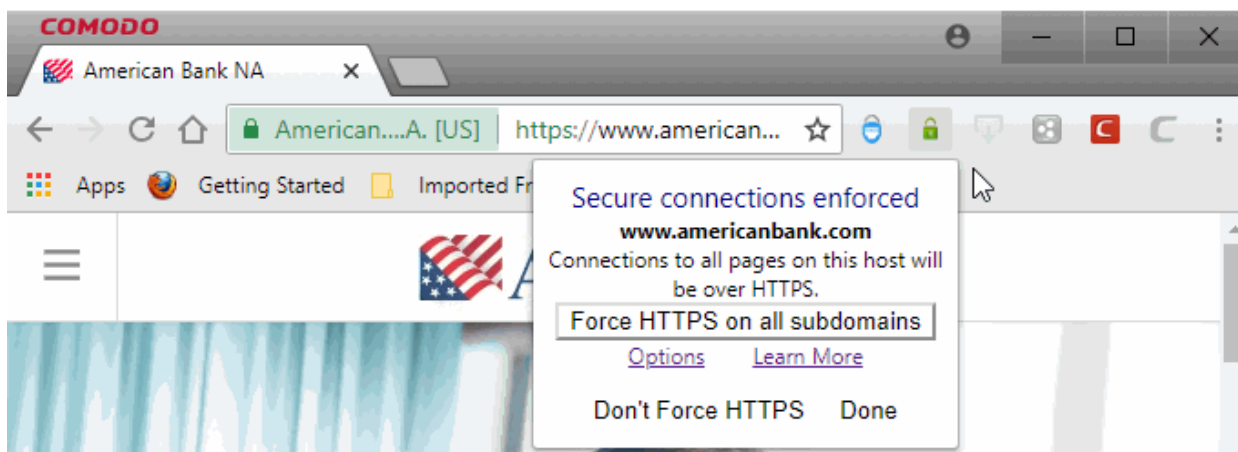 COMODO
American Bank NA
American....A. [US] https://www.american...
Apps Getting Started Imported Fr
Secure connections enforced
www.americanbank.com
Connections to all pages on this host will
be over HTTPS.
Force HTTPS on all subdomains
Options Learn More
Don't Force HTTPS Done
A